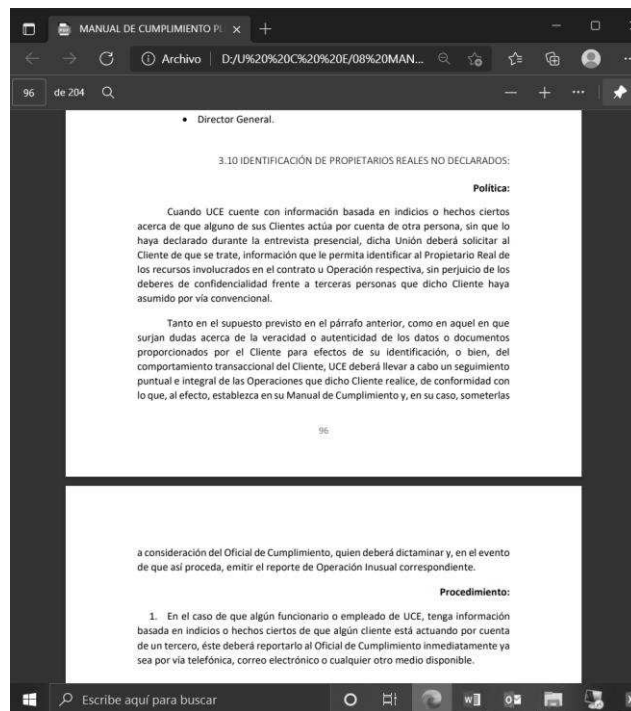 MANUAL DE CUMPLIMIENTO PL
Archivo D:/U%20%20C%20%20E/08%20MAN...
96 de 204
• Director General.
3.10 IDENTIFICACIÓN DE PROPIETARIOS REALES NO DECLARADOS:
Política:
Cuando UCE cuente con información basada en indicios o hechos ciertos
acerca de que alguno de sus Clientes actúa por cuenta de otra persona, sin que lo
haya declarado durante la entrevista presencial, dicha Unión deberá solicitar al
Cliente de que se trate, información que le permita identificar al Propietario Real de
los recursos involucrados en el contrato u Operación respectiva, sin perjuicio de los
deberes de confidencialidad frente a terceras personas que dicho Cliente haya
asumido por vía convencional.
Tanto en el supuesto previsto en el párrafo anterior, como en aquel en que
surjan dudas acerca de la veracidad o autenticidad de los datos o documentos
proporcionados por el Cliente para efectos de su identificación, o bien, del
comportamiento transaccional del Cliente, UCE deberá llevar a cabo un seguimiento
puntual e integral de las Operaciones que dicho Cliente realice, de conformidad con
lo que, al efecto, establezca en su Manual de Cumplimiento y, en su caso, someterlas
96
a consideración del Oficial de Cumplimiento, quien deberá dictaminar y, en el evento
de que así proceda, emitir el reporte de Operación Inusual correspondiente.
Procedimiento:
1. En el caso de que algún funcionario o empleado de UCE, tenga información
basada en indicios o hechos ciertos de que algún cliente está actuando por cuenta
de un tercero, éste deberá reportarlo al Oficial de Cumplimiento inmediatamente ya
sea por vía telefónica, correo electrónico o cualquier otro medio disponible.
Escribe aquí para buscar